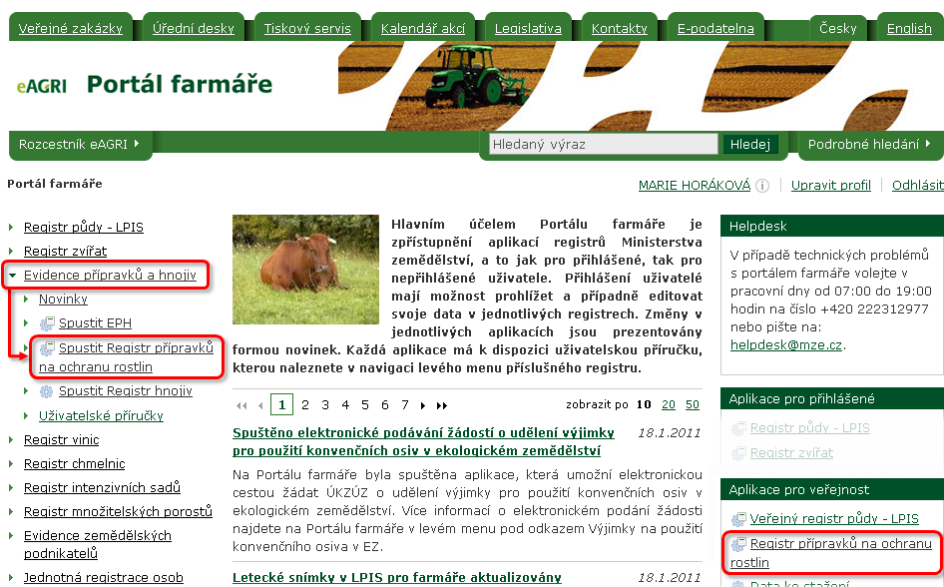 Veřejné zakázky Úřední desky Tiskový servis Kalendář akcí Legislativa Kontakty E-podatelna Česky English
eAGRI Portál farmáře
Rozcestník eAGRI Hledaný výraz Hledej Podrobné hledání
Portál farmáře
MARIE HORÁKOVÁ Upravit profil Odhlásit
Registr půdy - LPIS
Registr zvířat
Evidence přípravků a hnojiv
Novinky
Spustit EPH
Spustit Registr přípravků
na ochranu rostlin
Spustit Registr hnojiv
Uživatelské příručky
Registr vinic
Registr chmelnic
Registr intenzivních sadů
Registr množitelských porostů
Evidence zemědělských
podnikatelů
Jednotná registrace osob
Hlavním účelem Portálu farmáře je
zpřístupnění aplikací registrů Ministerstva
zemědělství, a to jak pro přihlášené, tak pro
nepřihlášené uživatele. Přihlášení uživatelé
mají možnost prohlížet a případně editovat
svoje data v jednotlivých registrech. Změny v
jednotlivých aplikacích jsou prezentovány
formou novinek. Každá aplikace má k dispozici uživatelskou příručku,
kterou naleznete v navigaci levého menu příslušného registru.
1 2 3 4 5 6 7 zobrazit po 10 20 50
Spuštěno elektronické podávání žádostí o udělení výjimky 18.1.2011
pro použití konvenčních osiv v ekologickém zemědělství
Na Portálu farmáře byla spuštěna aplikace, která umožní elektronickou
cestou žádat ÚKZÚZ o udělení výjimky pro použití konvenčních osiv v
ekologickém zemědělství. Více informací o elektronickém podání žádosti
najdete na Portálu farmáře v levém menu pod odkazem Výjimky na použití
konvenčního osiva v EZ.
Letecké snímky v LPIS pro farmáře aktualizovány 18.1.2011
Helpdesk
V případě technických problémů
s portálem farmáře volejte v
pracovní dny od 07:00 do 19:00
hodin na číslo +420 222312977
nebo pište na:
helpdesk@mze.cz.
Aplikace pro přihlášené
Registr půdy - LPIS
Registr zvířat
Aplikace pro veřejnost
Veřejný registr půdy - LPIS
Registr přípravků na ochranu
rostlin
Data ke stažení